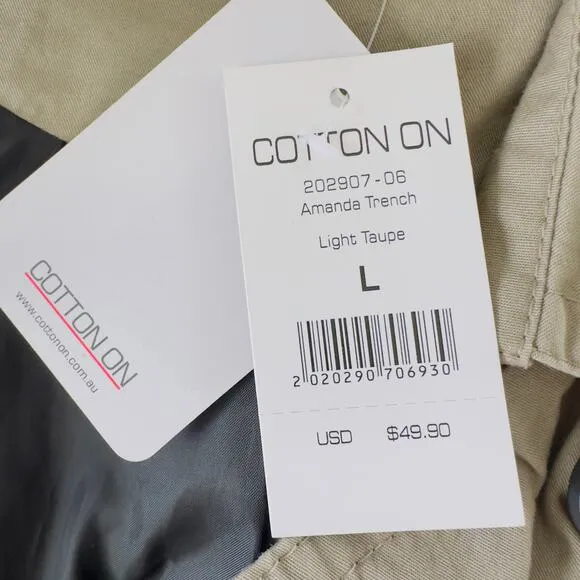 COTTON ON
202907-06
Amanda Trench
Light Taupe
L
2 020290 706930
USD $49.90
COTTON ON
www.cottonon.com.au